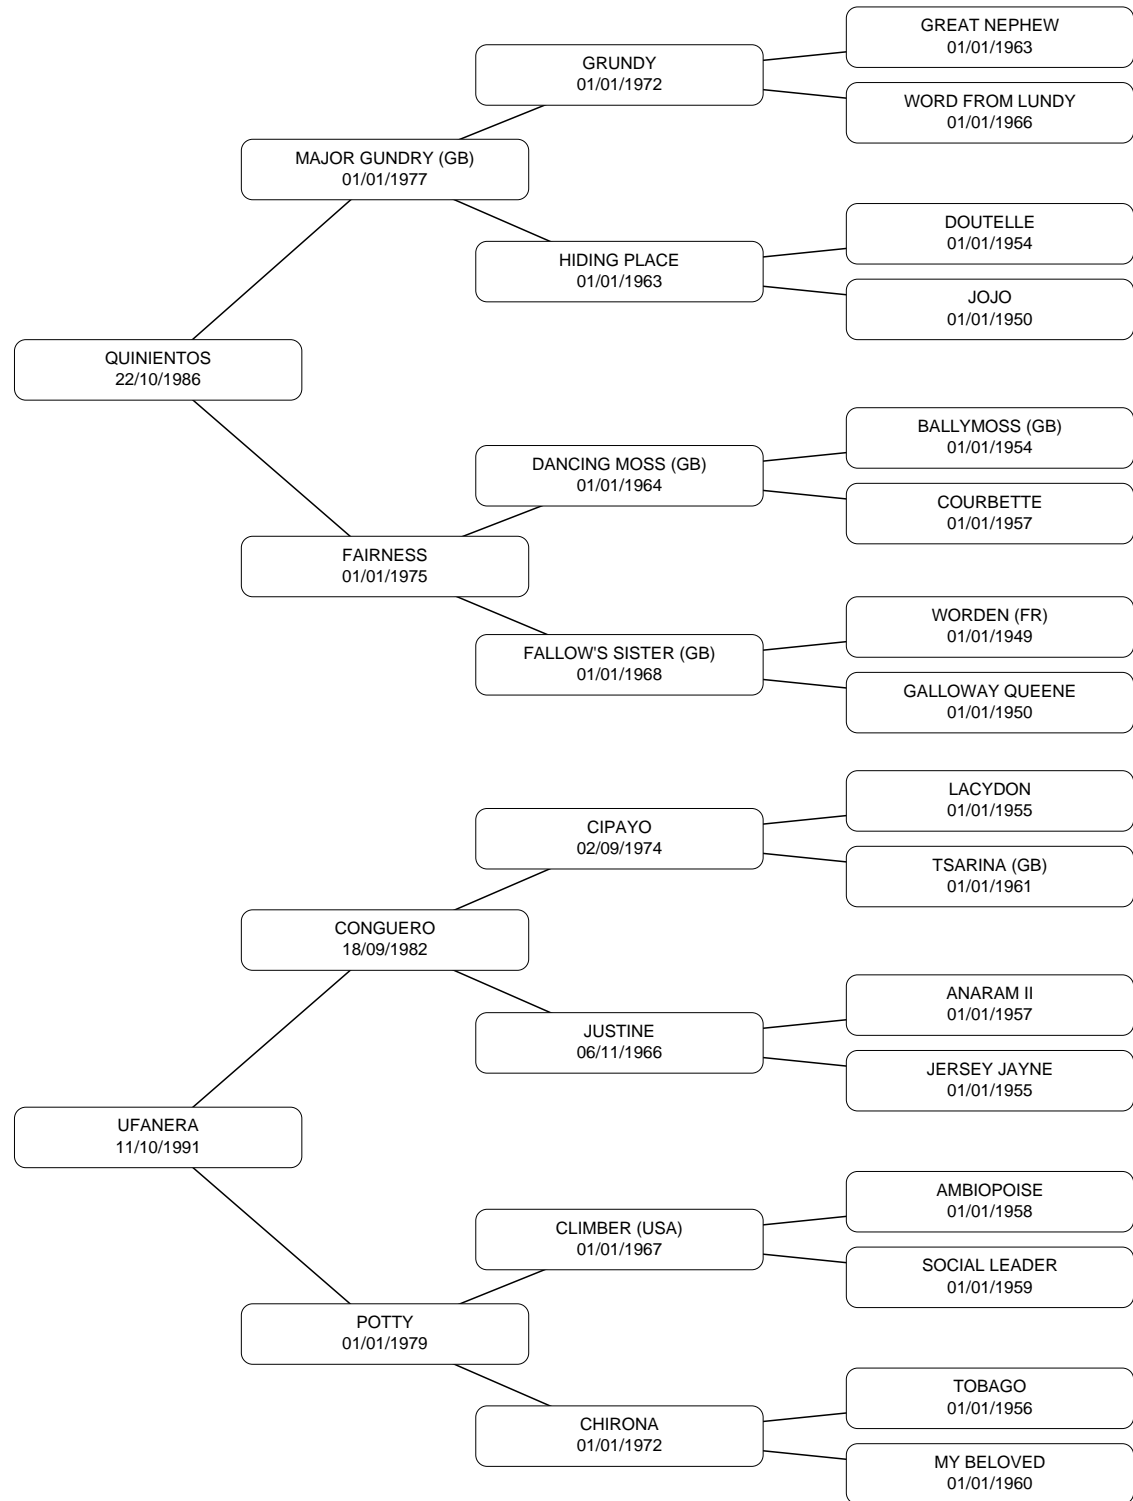 GREAT NEPHEW
01/01/1963
GRUNDY
01/01/1972
WORD FROM LUNDY
01/01/1966
MAJOR GUNDRY (GB)
01/01/1977
DOUTELLE
01/01/1954
HIDING PLACE
01/01/1963
JOJO
01/01/1950
QUINIENTOS
22/10/1986
BALLYMOSS (GB)
01/01/1954
DANCING MOSS (GB)
01/01/1964
COURBETTE
01/01/1957
FAIRNESS
01/01/1975
WORDEN (FR)
01/01/1949
FALLOW'S SISTER (GB)
01/01/1968
GALLOWAY QUEENE
01/01/1950
LACYDON
01/01/1955
CIPAYO
02/09/1974
TSARINA (GB)
01/01/1961
CONGUERO
18/09/1982
ANARAM II
01/01/1957
JUSTINE
06/11/1966
JERSEY JAYNE
01/01/1955
UFANERA
11/10/1991
AMBIOPOISE
01/01/1958
CLIMBER (USA)
01/01/1967
SOCIAL LEADER
01/01/1959
POTTY
01/01/1979
TOBAGO
01/01/1956
CHIRONA
01/01/1972
MY BELOVED
01/01/1960